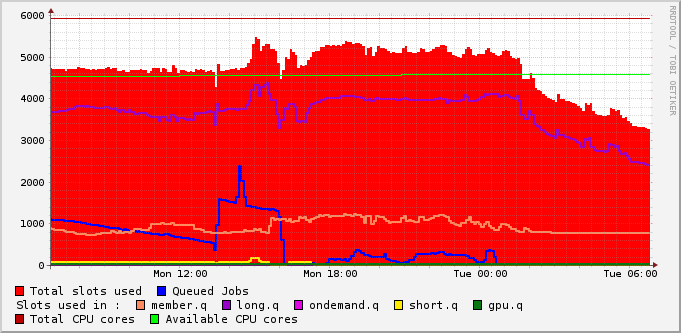 6000
5000
4000
3000
2000
1000
0
Mon 12:00 Mon 18:00 Tue 00:00 Tue 06:00
Total slots used Queued Jobs
Slots used in : member.q long.q ondemand.q short.q gpu.q
Total CPU cores Available CPU cores
RRDTOOL / TOBI OETIKER